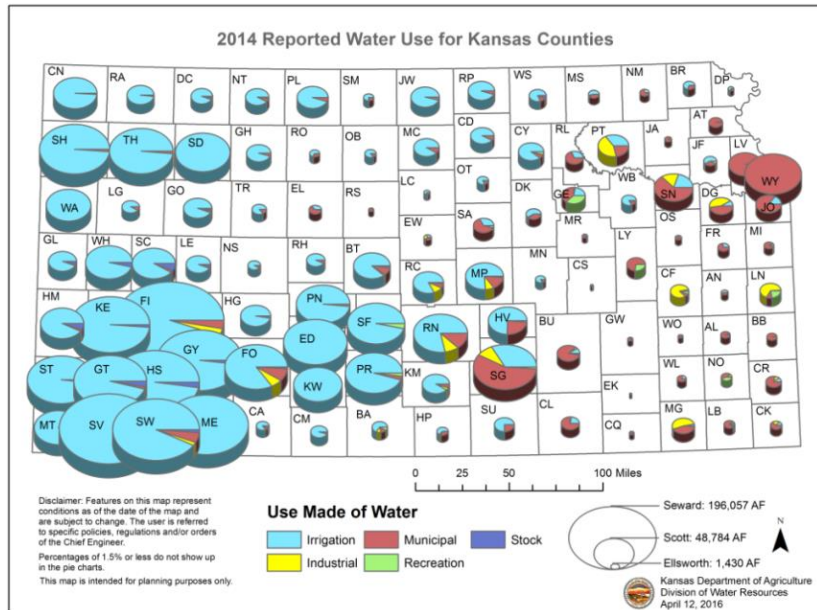 2014 Reported Water Use for Kansas Counties
CN RA DC NT PL SM JW RP WS MS NM BR DP
SH TH SD GH RO OB MC CD CY RL PT JA AT
WA LG GO TR EL RS LC OT DK GE WB SN JF LV WY
GL WH SC LE NS RH BT EW SA MR DG JO
HM KE FI HG PN SF RC MP MN CS LY OS FR MI
ST GT HS GY FO ED PR RN HV BU GW CF AN LN
MT SV SW ME CA KW KM SG EK WO AL BB
CM BA HP SU CL CQ WL NO CR
MG LB CK
0 25 50 100 Miles
Disclaimer: Features on this map represent
conditions as of the date of the map and
are subject to change. The user is referred
to specific policies, regulations and/or orders
of the Chief Engineer.
Percentages of 1.5% or less do not show up
in the pie charts.
This map is intended for planning purposes only.
Use Made of Water
Irrigation Municipal Stock
Industrial Recreation
Seward: 196,057 AF
Scott: 48,784 AF
Ellsworth: 1,430 AF
N
Kansas Department of Agriculture
Division of Water Resources
April 12, 2016